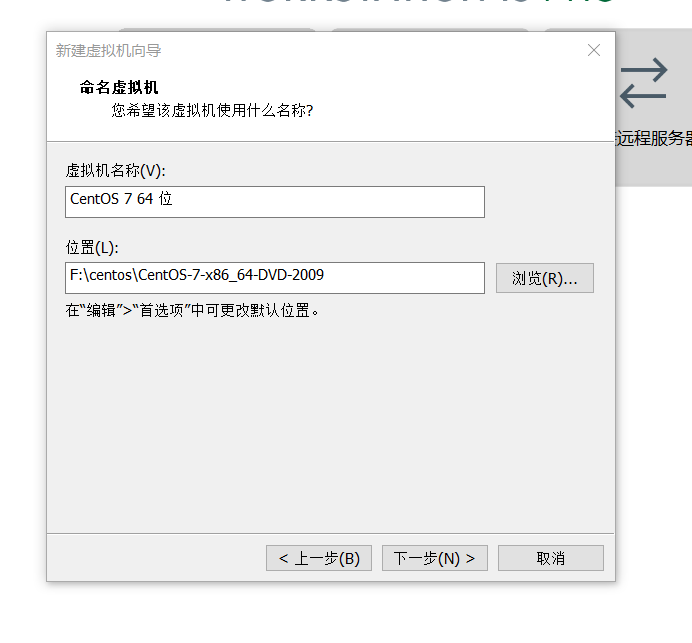 新建虚拟机向导
命名虚拟机
您希望该虚拟机使用什么名称?
远程服务器
虚拟机名称(V):
CentOS 7 64 位
位置(L):
F:\centos\CentOS-7-x86_64-DVD-2009
浏览(R)...
在“编辑”>“首选项”中可更改默认位置。
< 上一步(B)
下一步(N) >
取消